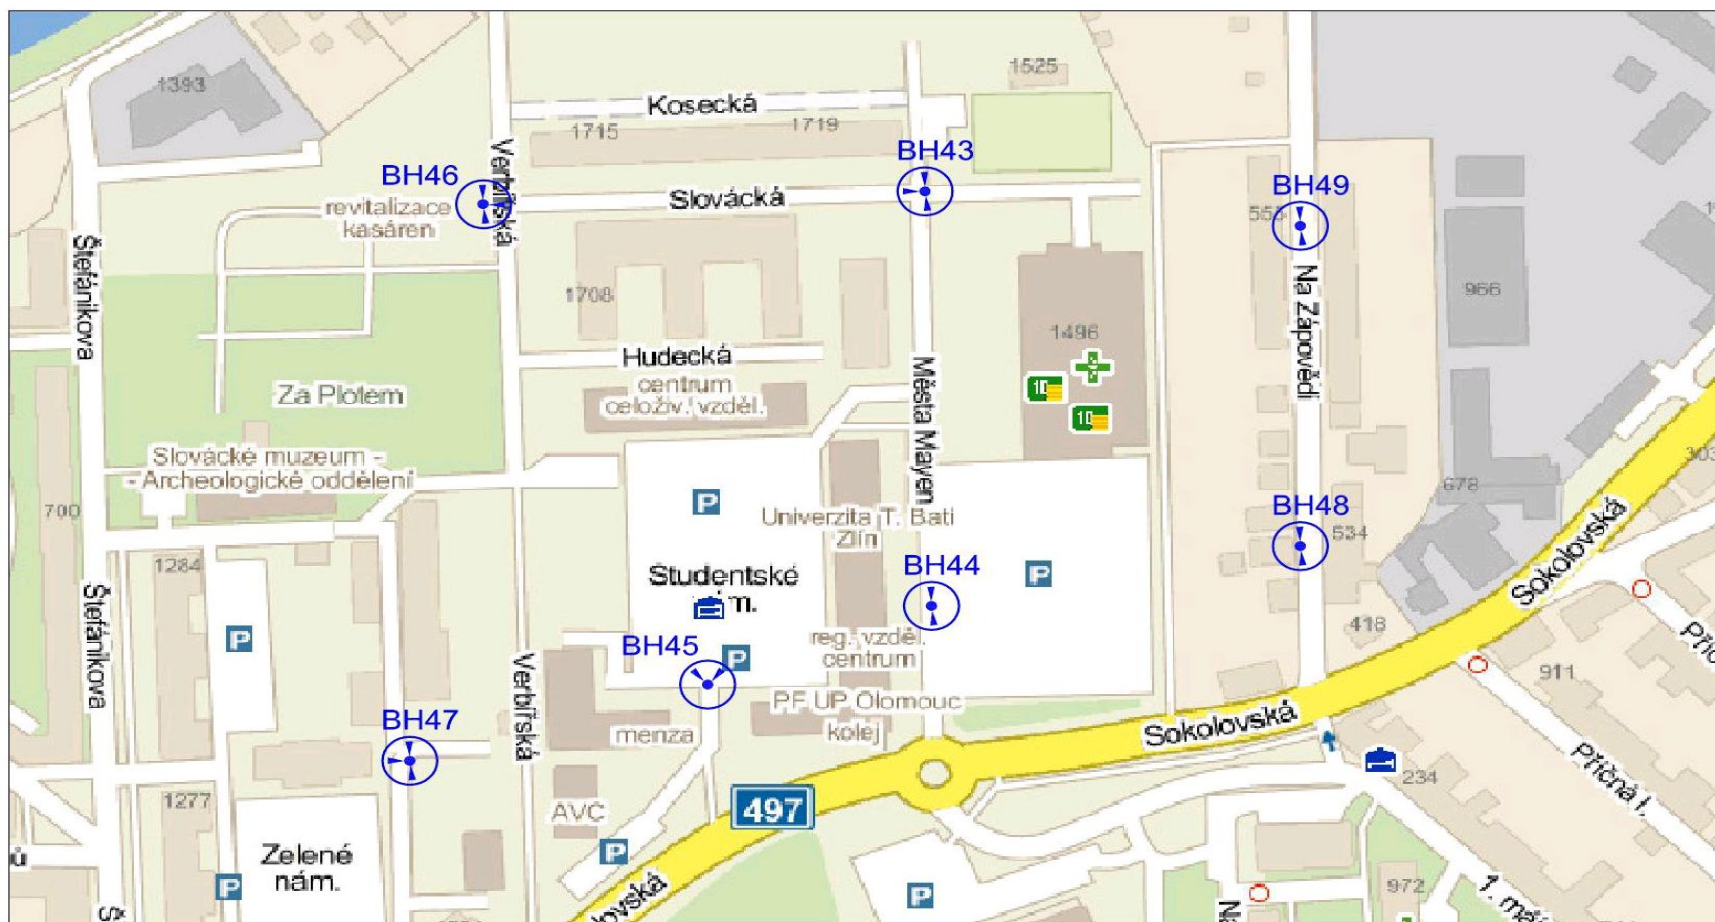 1393
1525
Kosecká
1715
1719
Verbířská
BH46
BH43
BH49
revitalizace
kasáren
Slovácká
553
Štefánikova
1708
Na Zápovědi
966
Hudecká
1496
Města Mayen
centrum
celoživ. vzděl.
10
10
Za Plotem
Slovácké muzeum -
- Archeologické oddělení
303
700
P
678
Univerzita T. Bati
Zlín
BH48
534
Sokolovská
1284
Studentské
BH44
P
Štefánikova
P
BH45
reg. vzděl.
centrum
418
P
Verbířská
911
PF UP Olomouc
BH47
menza
kolej
Sokolovská
Příčná I.
234
1277
AVC
497
Zelené
nám.
P
P
P
972